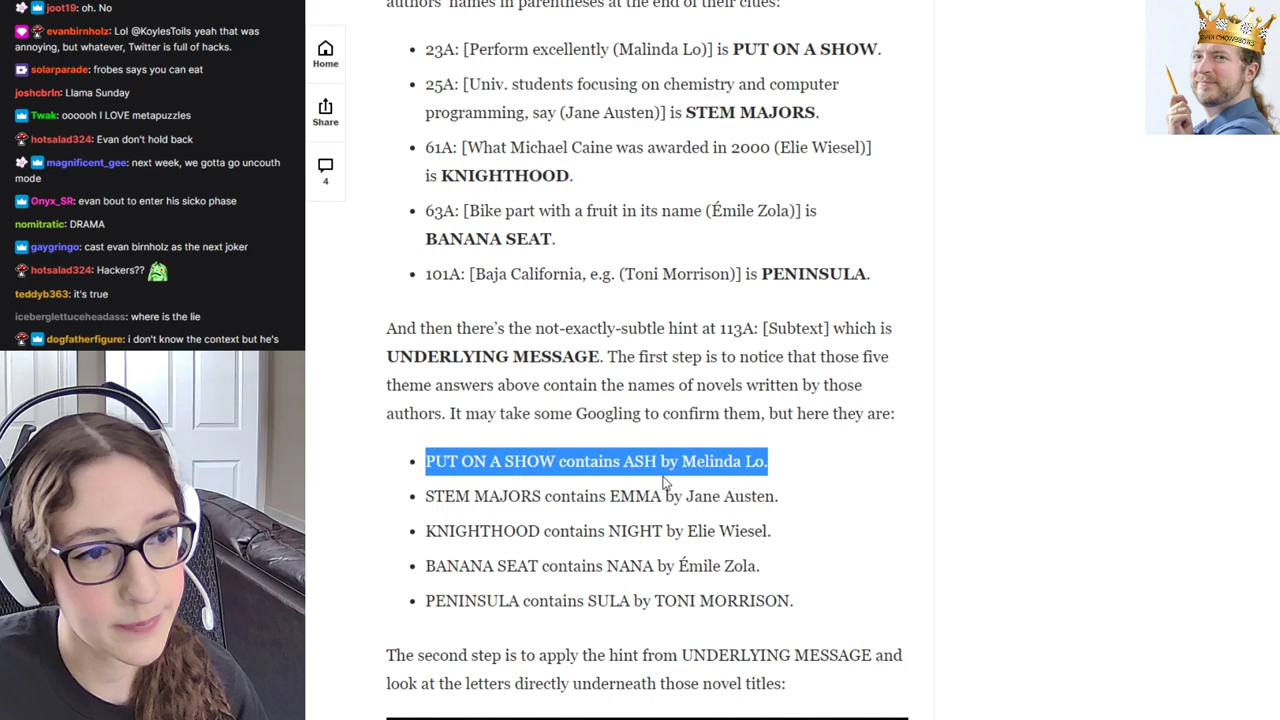 joot19: oh. No
evanbirnholz: Lol @KoylesToils yeah that was
annoying, but whatever, Twitter is full of hacks.
solarparade: frobes says you can eat
joshcbrln: Llama Sunday
Twak: oooooh I LOVE metapuzzles
hotsalad324: Evan don't hold back
magnificent_gee: next week, we gotta go uncouth
mode
Onyx_SR: evan bout to enter his sicko phase
nomitratic: DRAMA
gaygringo: cast evan birnholz as the next joker
hotsalad324: Hackers??
teddyb363: it's true
iceberglettuceheadass: where is the lie
dogfatherfigure: i don't know the context but he's
Home
Share
4
authors' names in parentheses at the end of their clues:
• 23A: [Perform excellently (Malinda Lo)] is PUT ON A SHOW.
• 25A: [Univ. students focusing on chemistry and computer
programming, say (Jane Austen)] is STEM MAJORS.
• 61A: [What Michael Caine was awarded in 2000 (Elie Wiesel)]
is KNIGHTHOOD.
• 63A: [Bike part with a fruit in its name (Émile Zola)] is
BANANA SEAT.
• 101A: [Baja California, e.g. (Toni Morrison)] is PENINSULA.
And then there's the not-exactly-subtle hint at 113A: [Subtext] which is
UNDERLYING MESSAGE. The first step is to notice that those five
theme answers above contain the names of novels written by those
authors. It may take some Googling to confirm them, but here they are:
• PUT ON A SHOW contains ASH by Melinda Lo.
• STEM MAJORS contains EMMA by Jane Austen.
• KNIGHTHOOD contains NIGHT by Elie Wiesel.
• BANANA SEAT contains NANA by Émile Zola.
• PENINSULA contains SULA by TONI MORRISON.
The second step is to apply the hint from UNDERLYING MESSAGE and
look at the letters directly underneath those novel titles: